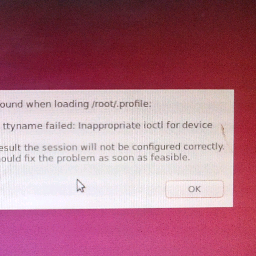 ound when loading /root/.profile:
ttyname failed: Inappropriate ioctl for device
esult the session will not be configured correctly.
ould fix the problem as soon as feasible.
OK